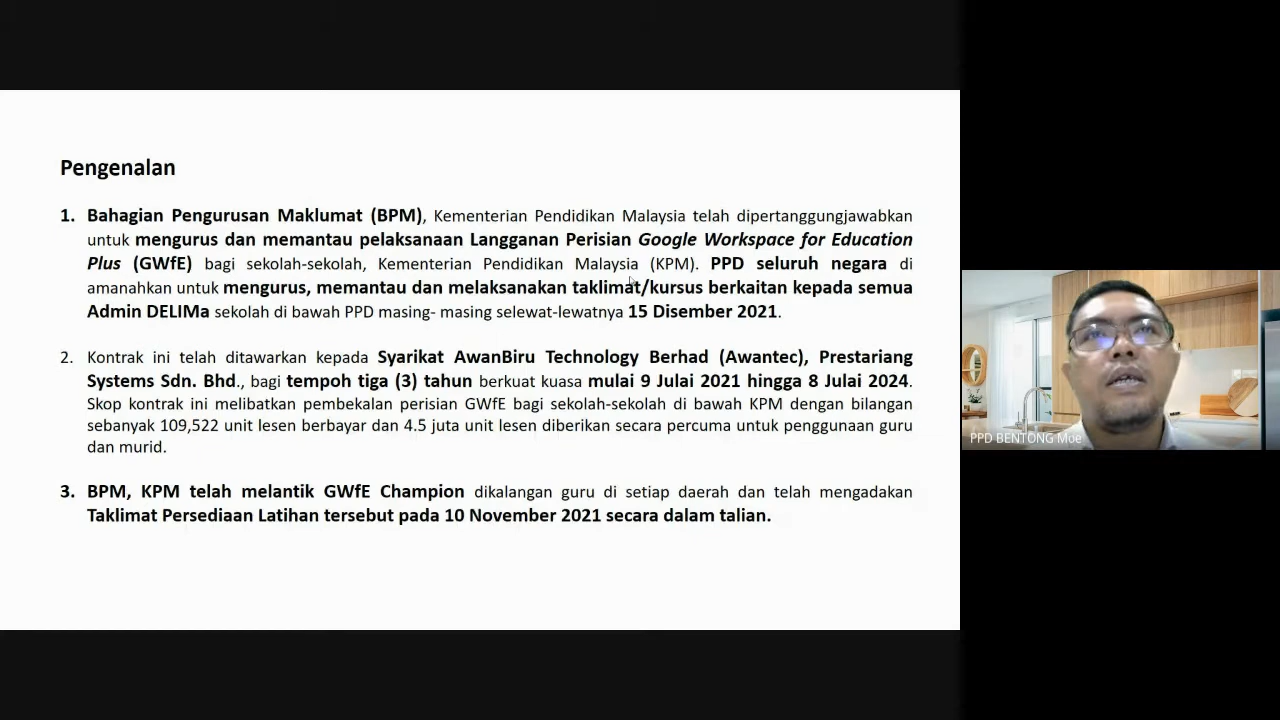 Pengenalan
1. Bahagian Pengurusan Maklumat (BPM), Kementerian Pendidikan Malaysia telah dipertanggungjawabkan
untuk mengurus dan memantau pelaksanaan Langganan Perisian Google Workspace for Education
Plus (GWfE) bagi sekolah-sekolah, Kementerian Pendidikan Malaysia (KPM). PPD seluruh negara di
amanahkan untuk mengurus, memantau dan melaksanakan taklimat/kursus berkaitan kepada semua
Admin DELIMa sekolah di bawah PPD masing- masing selewat-lewatnya 15 Disember 2021.
2. Kontrak ini telah ditawarkan kepada Syarikat AwanBiru Technology Berhad (Awantec), Prestariang
Systems Sdn. Bhd., bagi tempoh tiga (3) tahun berkuat kuasa mulai 9 Julai 2021 hingga 8 Julai 2024.
Skop kontrak ini melibatkan pembekalan perisian GWfE bagi sekolah-sekolah di bawah KPM dengan bilangan
sebanyak 109,522 unit lesen berbayar dan 4.5 juta unit lesen diberikan secara percuma untuk penggunaan guru
dan murid.
3. BPM, KPM telah melantik GWfE Champion dikalangan guru di setiap daerah dan telah mengadakan
Taklimat Persediaan Latihan tersebut pada 10 November 2021 secara dalam talian.
PPD BENTONG Moe